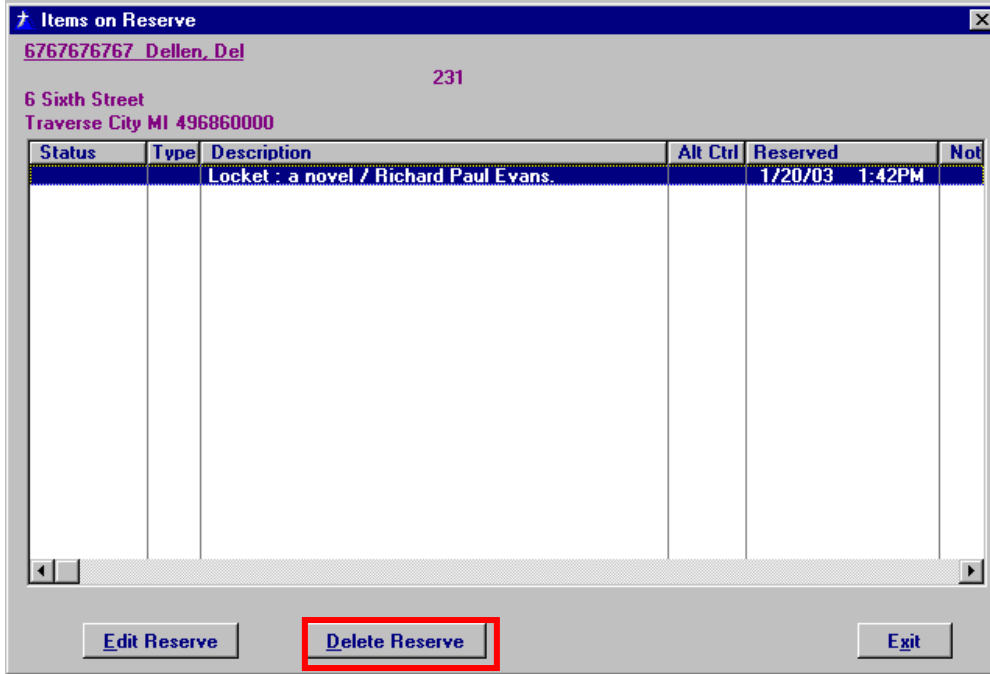 Items on Reserve
6767676767 Dellen, Del
231
6 Sixth Street
Traverse City MI 496860000
Status Type Description Alt Ctrl Reserved Not
Locket : a novel / Richard Paul Evans. 1/20/03 1:42PM
Edit Reserve Delete Reserve Exit